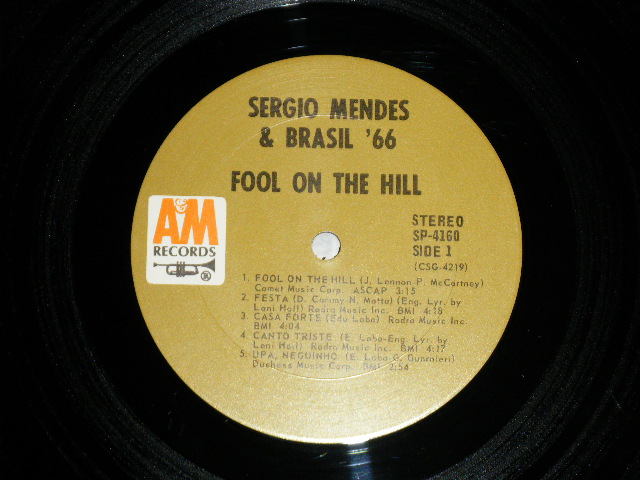 SERGIO MENDES
& BRASIL '66
FOOL ON THE HILL
A&M
RECORDS
STEREO
SP-4160
SIDE 1
(CSG-4219)
1. FOOL ON THE HILL (J. Lennon-P. McCartney)
Comet Music Corp. ASCAP 3:15
2. FESTA (D. Caymmy-N. Motta) (Eng. Lyr. by
Lani Hall) Rodra Music Inc. BMI 4:18
3. CASA FORTE (Edu Lobo) Rodra Music Inc.
BMI 4:04
4. CANTO TRISTE (E. Lobo-Eng. Lyr. by
Lani Hall) Rodra Music Inc. BMI 4:17
5. UPA, NEGUINHO (E. Lobo-G. Guarnieri)
Duchess Music Corp. BMI 2:54